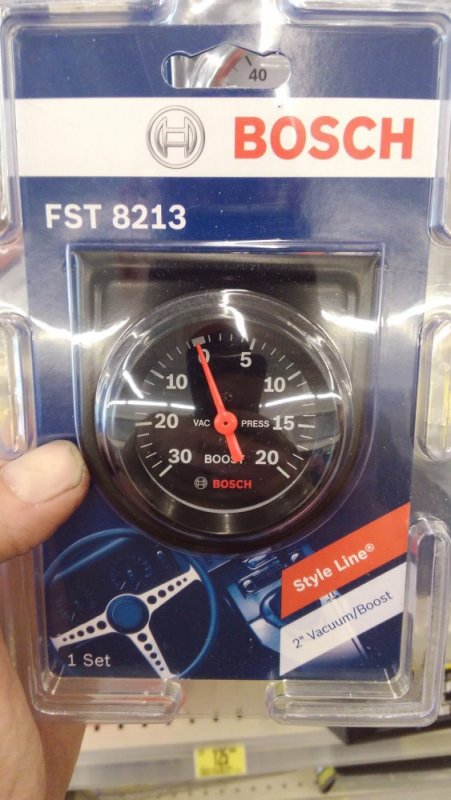 40
BOSCH
FST 8213
0 5
10 10
20 VAC PRESS 15
30 BOOST 20
BOSCH
Style Line®
2" Vacuum/Boost
1 Set